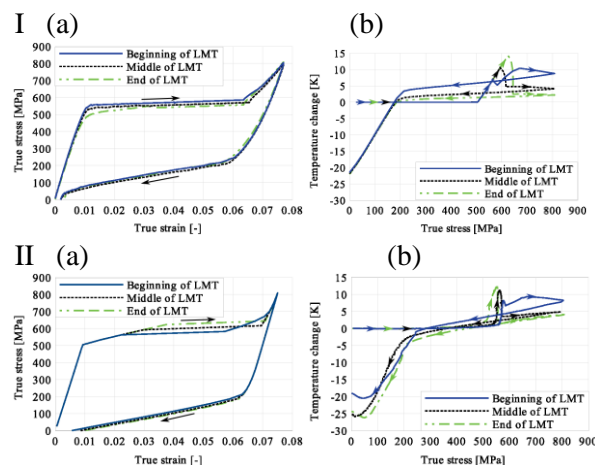 I (a) (b)
True stress [MPa]
900
800
700
600
500
400
300
200
100
0
0 0.01 0.02 0.03 0.04 0.05 0.06 0.07 0.08
True strain [-]
Beginning of LMT
Middle of LMT
End of LMT
Temperature change [K]
15
10
5
0
-5
-10
-15
-20
-25
-30
0 100 200 300 400 500 600 700 800 900
True stress [MPa]
Beginning of LMT
Middle of LMT
End of LMT
II (a) (b)
True stress [MPa]
900
800
700
600
500
400
300
200
100
0
0 0.01 0.02 0.03 0.04 0.05 0.06 0.07 0.08
True strain [-]
Beginning of LMT
Middle of LMT
End of LMT
Temperature change [K]
15
10
5
0
-5
-10
-15
-20
-25
-30
0 100 200 300 400 500 600 700 800 900
True stress [MPa]
Beginning of LMT
Middle of LMT
End of LMT